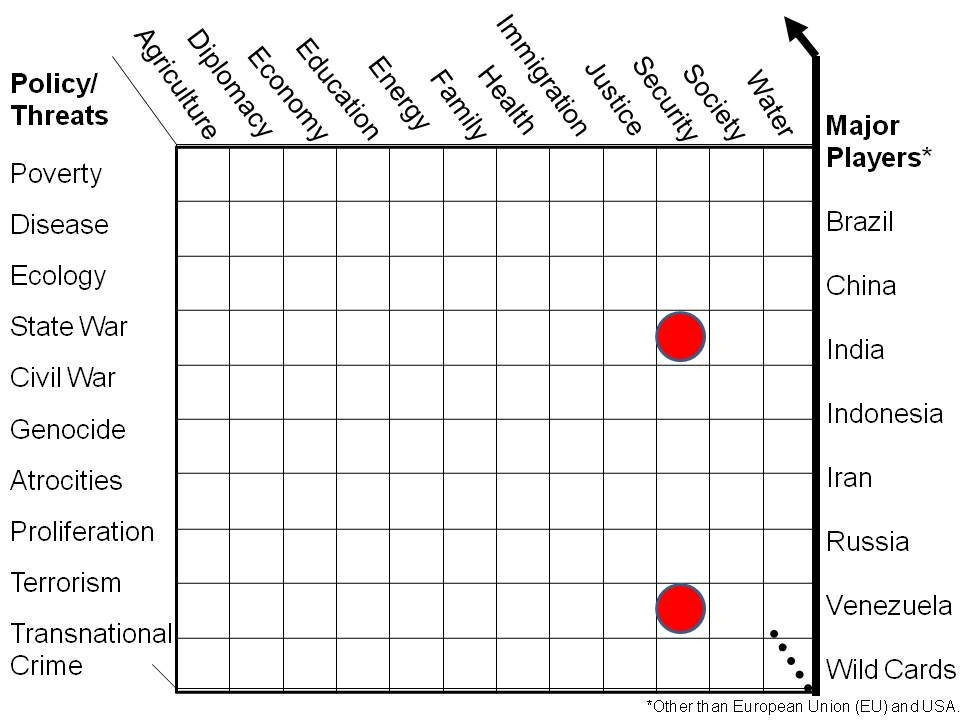 Agriculture
Diplomacy
Economy
Education
Energy
Family
Health
Immigration
Justice
Security
Society
Water
Policy/
Threats
Poverty
Disease
Ecology
State War
Civil War
Genocide
Atrocities
Proliferation
Terrorism
Transnational
Crime
Major
Players*
Brazil
China
India
Indonesia
Iran
Russia
Venezuela
Wild Cards
*Other than European Union (EU) and USA.